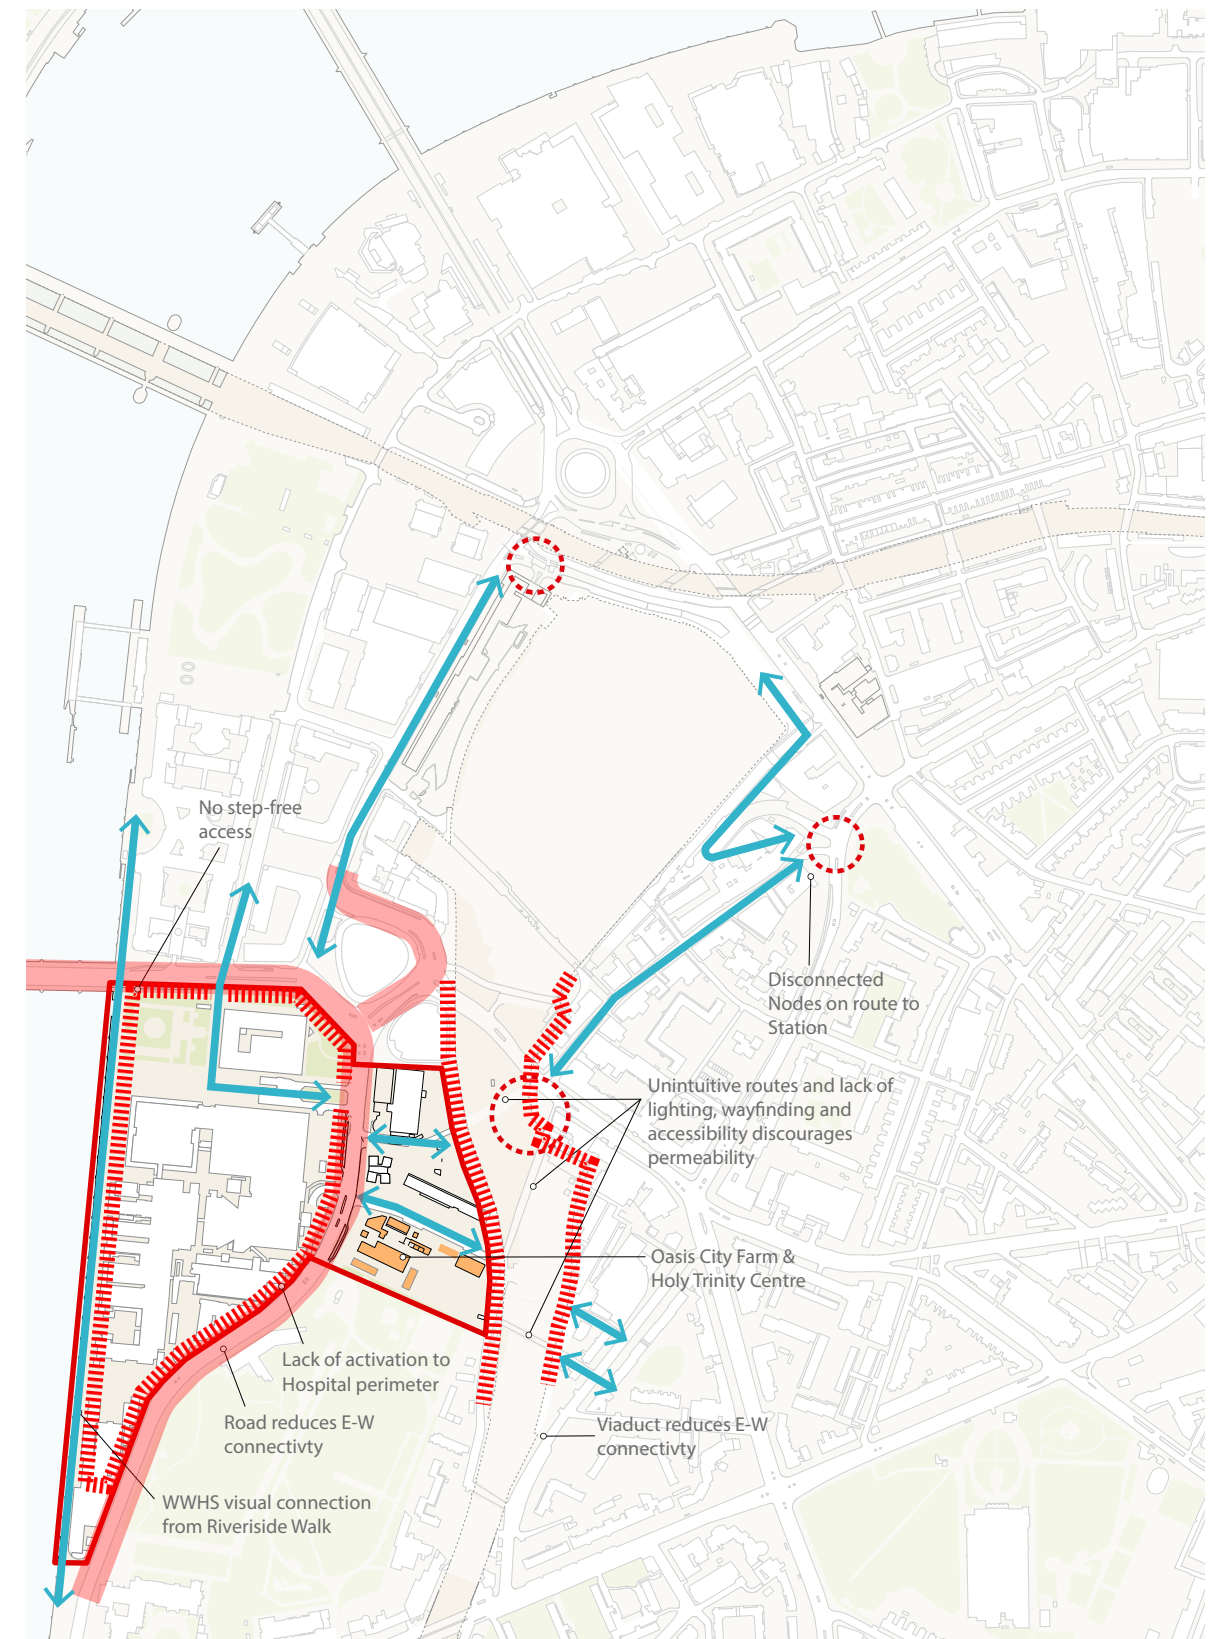 No step-free
access
Disconnected
Nodes on route to
Station
Unintuitive routes and lack of
lighting, wayfinding and
accessibility discourages
permeability
Oasis City Farm &
Holy Trinity Centre
Lack of activation to
Hospital perimeter
Road reduces E-W
connectivty
Viaduct reduces E-W
connectivty
WWHS visual connection
from Riveriside Walk